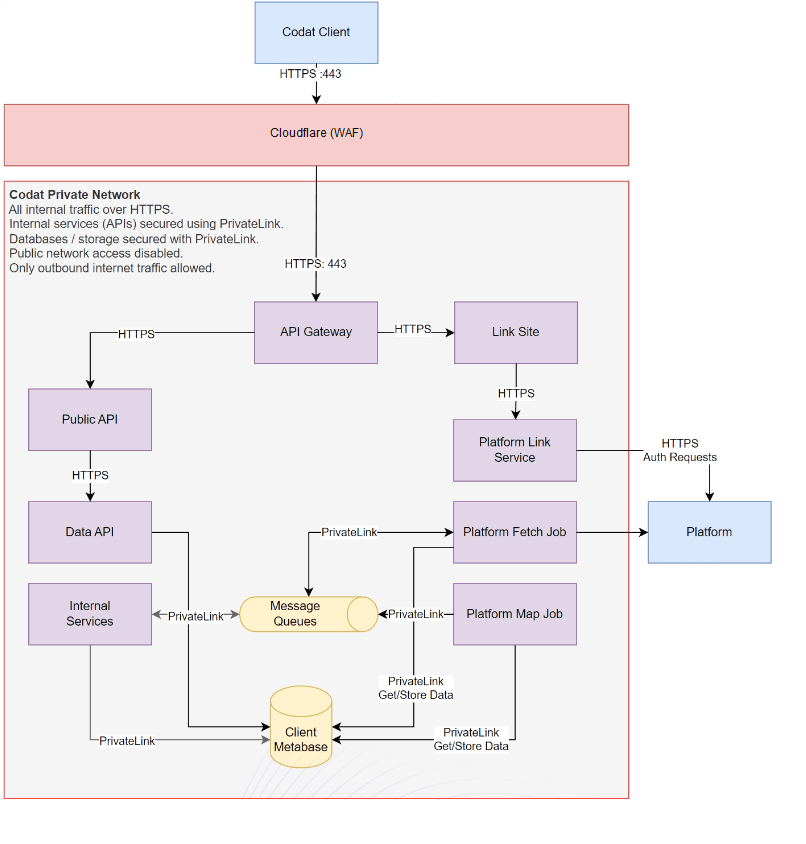 Codat Client
HTTPS :443
Cloudflare (WAF)
Codat Private Network
All internal traffic over HTTPS.
Internal services (APIs) secured using PrivateLink.
Databases / storage secured with PrivateLink.
Public network access disabled.
Only outbound internet traffic allowed.
HTTPS: 443
API Gateway
HTTPS
Link Site
HTTPS
HTTPS
Public API
Platform Link
Service
HTTPS
Auth Requests
HTTPS
Data API
PrivateLink
Platform Fetch Job
Platform
Internal
Services
PrivateLink
Message
Queues
PrivateLink
Platform Map Job
PrivateLink
Get/Store Data
PrivateLink
Client
Metabase
PrivateLink
Get/Store Data